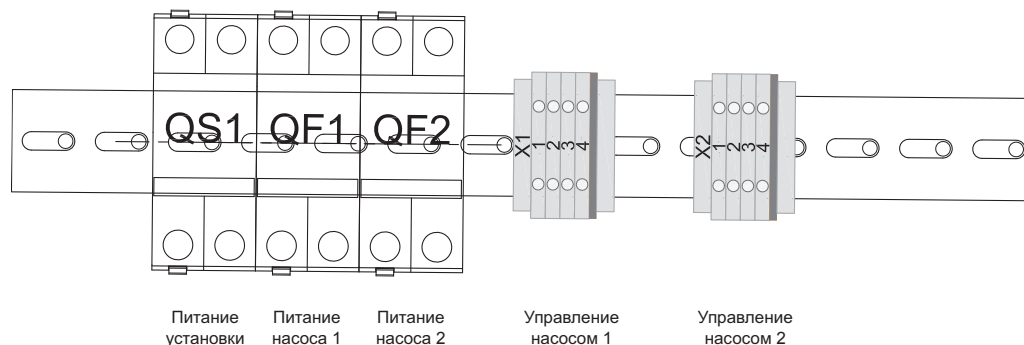 QS1 QF1 QF2
X1 1 2 3 4
X2 1 2 3 4
Питание установки
Питание насоса 1
Питание насоса 2
Управление насосом 1
Управление насосом 2